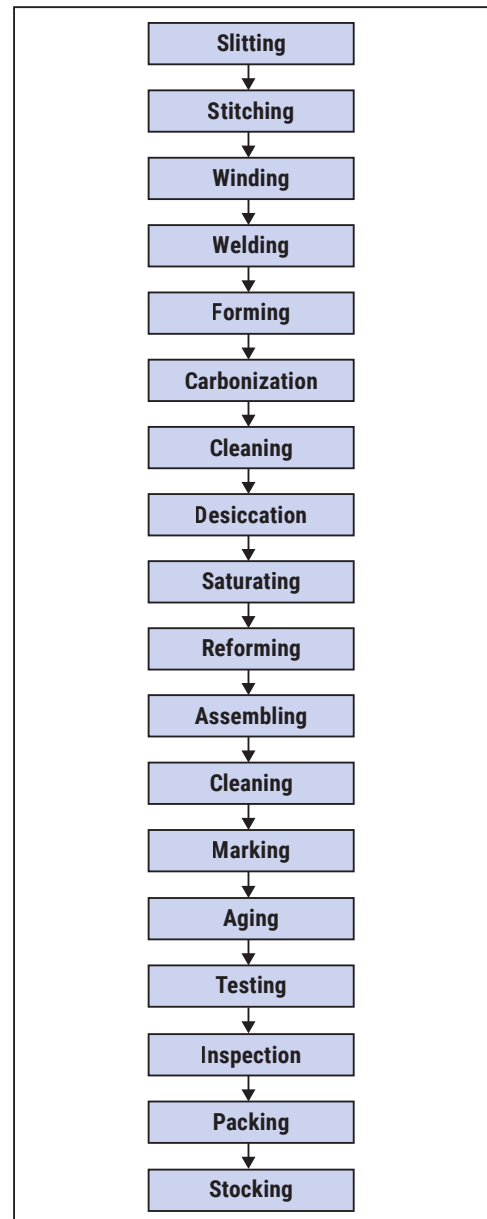 Slitting
Stitching
Winding
Welding
Forming
Carbonization
Cleaning
Desiccation
Saturating
Reforming
Assembling
Cleaning
Marking
Aging
Testing
Inspection
Packing
Stocking